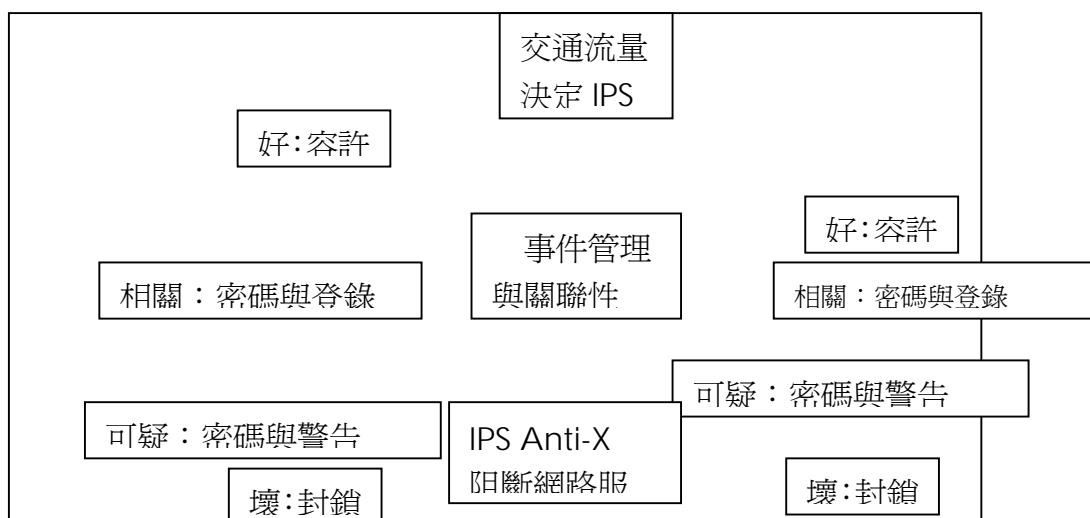 交通流量
決定 IPS
好：容許
好：容許
事件管理
與關聯性
相關：密碼與登錄
相關：密碼與登錄
可疑：密碼與警告
可疑：密碼與警告
IPS Anti-X
阻斷網路服
壞：封鎖
壞：封鎖